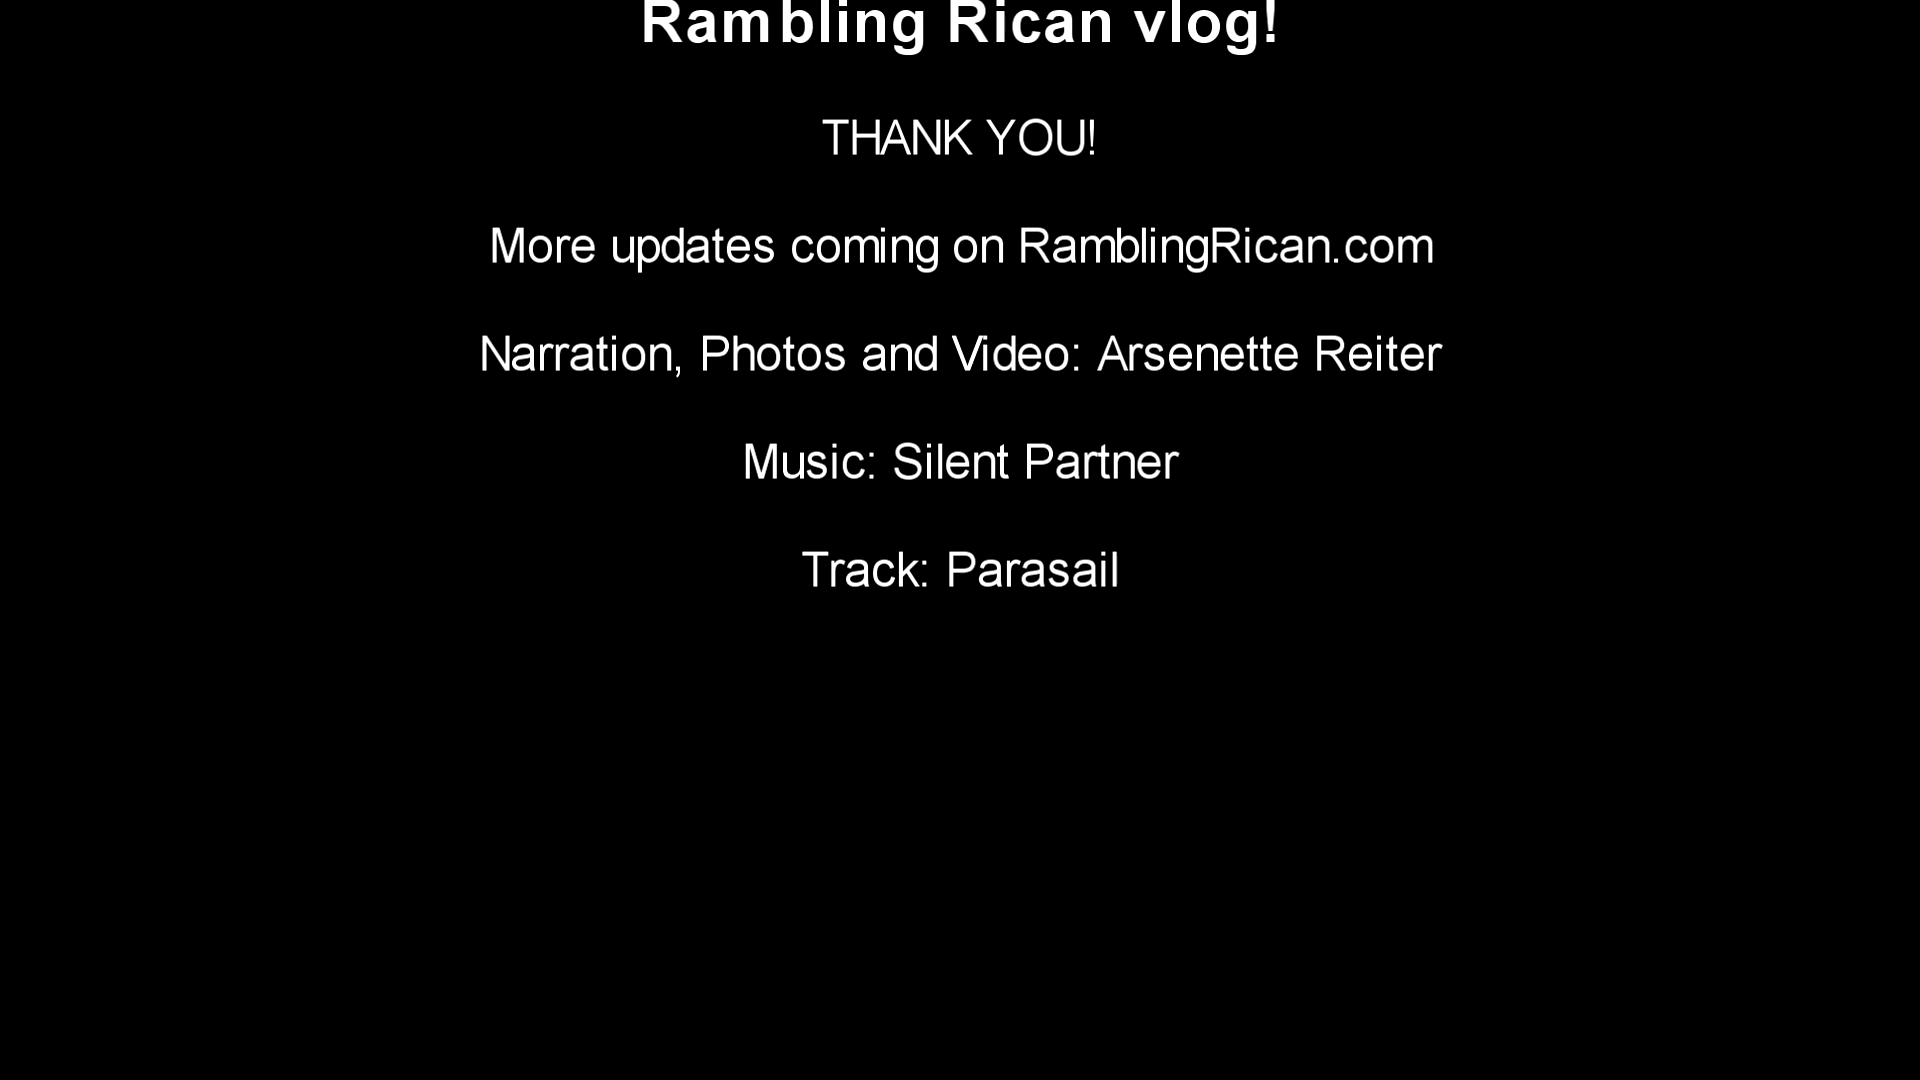 Rambling Rican vlog!
THANK YOU!
More updates coming on RamblingRican.com
Narration, Photos and Video: Arsenette Reiter
Music: Silent Partner
Track: Parasail